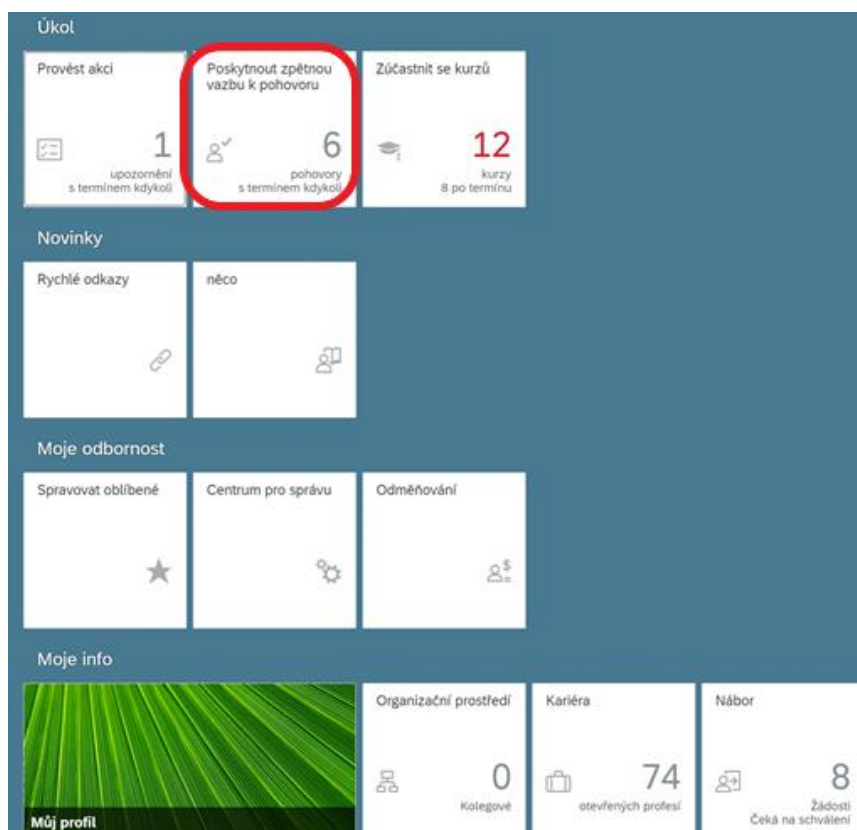 Úkol
Provést akci
Poskytnout zpětnou
vazbu k pohovoru
Zúčastnit se kurzů
1
6
12
upozornění
s termínem kdykoli
pohovory
s termínem kdykoli
kurzy
8 po termínu
Novinky
Rychlé odkazy
něco
Moje odbornost
Spravovat oblíbené
Centrum pro správu
Odměňování
Moje info
Organizační prostředí
Kariéra
Nábor
0
74
8
Kolegové
otevřených profesí
Žádosti
Čeká na schválení
Můj profil